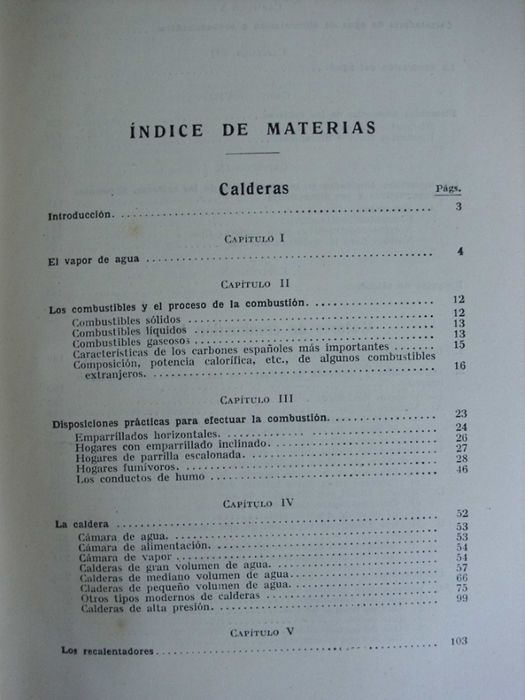 ÍNDICE DE MATERIAS
Calderas Págs.
Introducción. 3
CAPÍTULO I
El vapor de agua 4
CAPÍTULO II
Los combustibles y el proceso de la combustión. 12
Combustibles sólidos 12
Combustibles líquidos 13
Combustibles gaseosos 13
Características de los carbones españoles más importantes 15
Composición, potencia calorífica, etc., de algunos combustibles
extranjeros. 16
CAPÍTULO III
Disposiciones prácticas para efectuar la combustión. 23
Emparrillados horizontales. 24
Hogares con emparrillado inclinado. 26
Hogares de parrilla escalonada. 27
Hogares fumívoros. 28
Los conductos de humo 46
CAPÍTULO IV
La caldera 52
Cámara de agua. 53
Cámara de alimentación. 53
Cámara de vapor 54
Calderas de gran volumen de agua. 54
Calderas de mediano volumen de agua. 57
Claderas de pequeño volumen de agua. 66
Otros tipos modernos de calderas 75
Calderas de alta presión. 99
CAPÍTULO V
Los recalentadores. 103